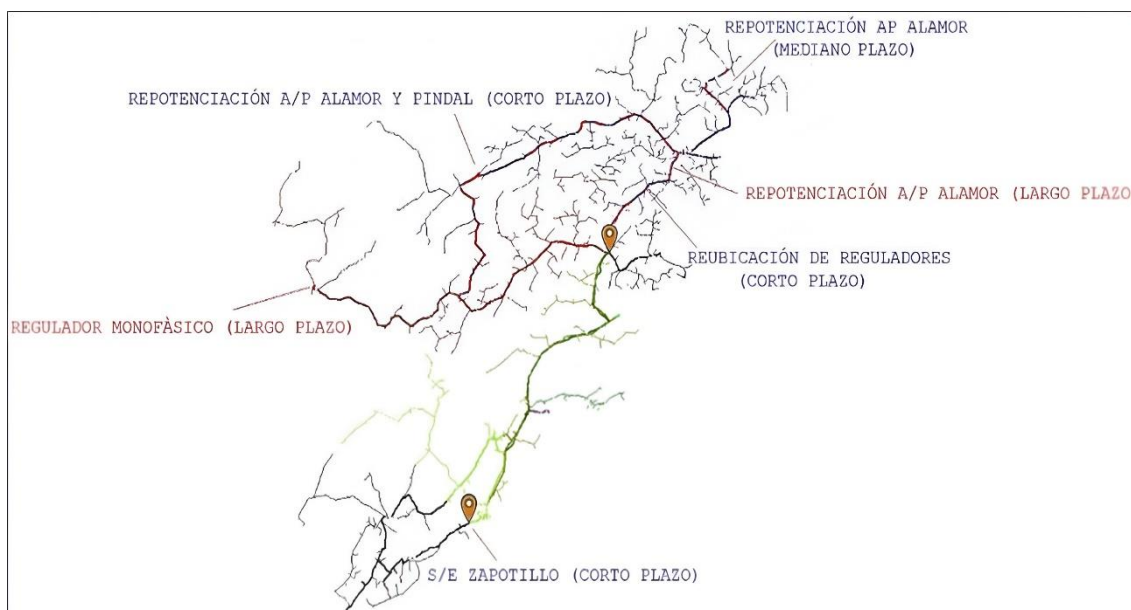 REPOTENCIACIÓN AP ALAMOR
(MEDIANO PLAZO)
REPOTENCIACIÓN A/P ALAMOR Y PINDAL (CORTO PLAZO)
REPOTENCIACIÓN A/P ALAMOR (LARGO PLAZO
REUBICACIÓN DE REGULADORES
(CORTO PLAZO)
REGULADOR MONOFÀSICO (LARGO PLAZO)
S/E ZAPOTILLO (CORTO PLAZO)